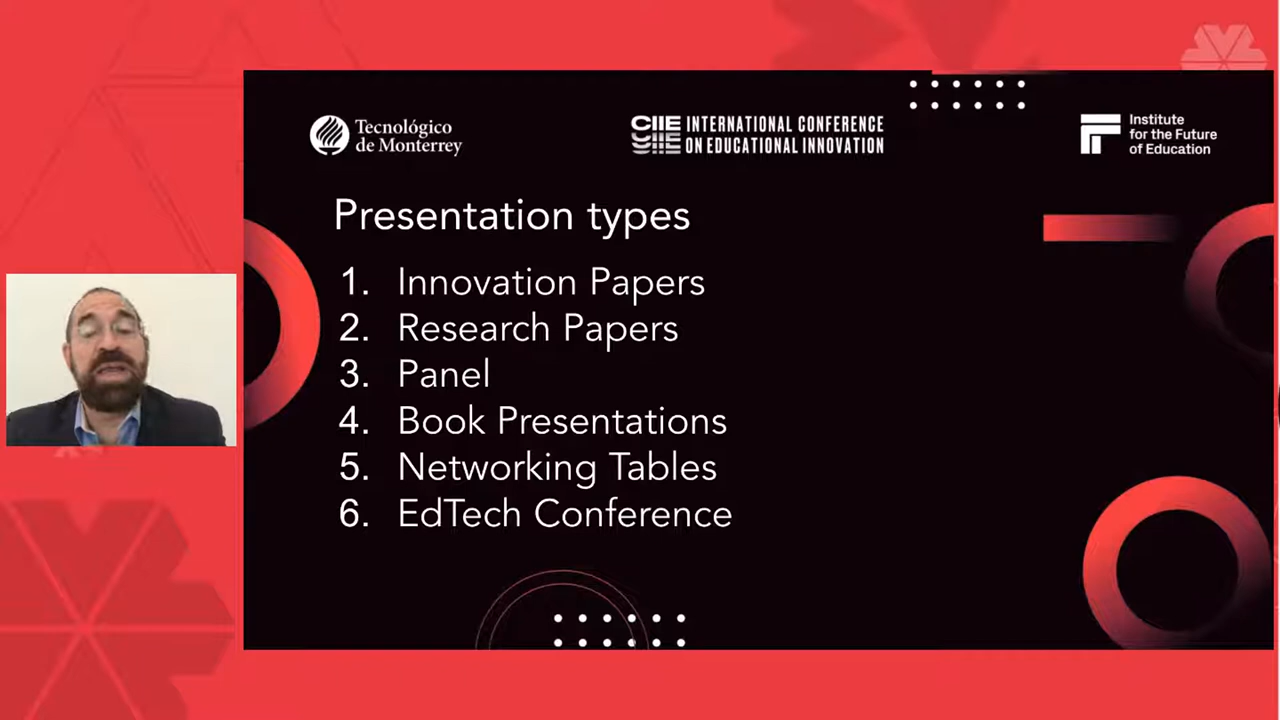 Tecnológico
de Monterrey
CIIE INTERNATIONAL CONFERENCE
ON EDUCATIONAL INNOVATION
Institute
for the Future
of Education
Presentation types
1. Innovation Papers
2. Research Papers
3. Panel
4. Book Presentations
5. Networking Tables
6. EdTech Conference